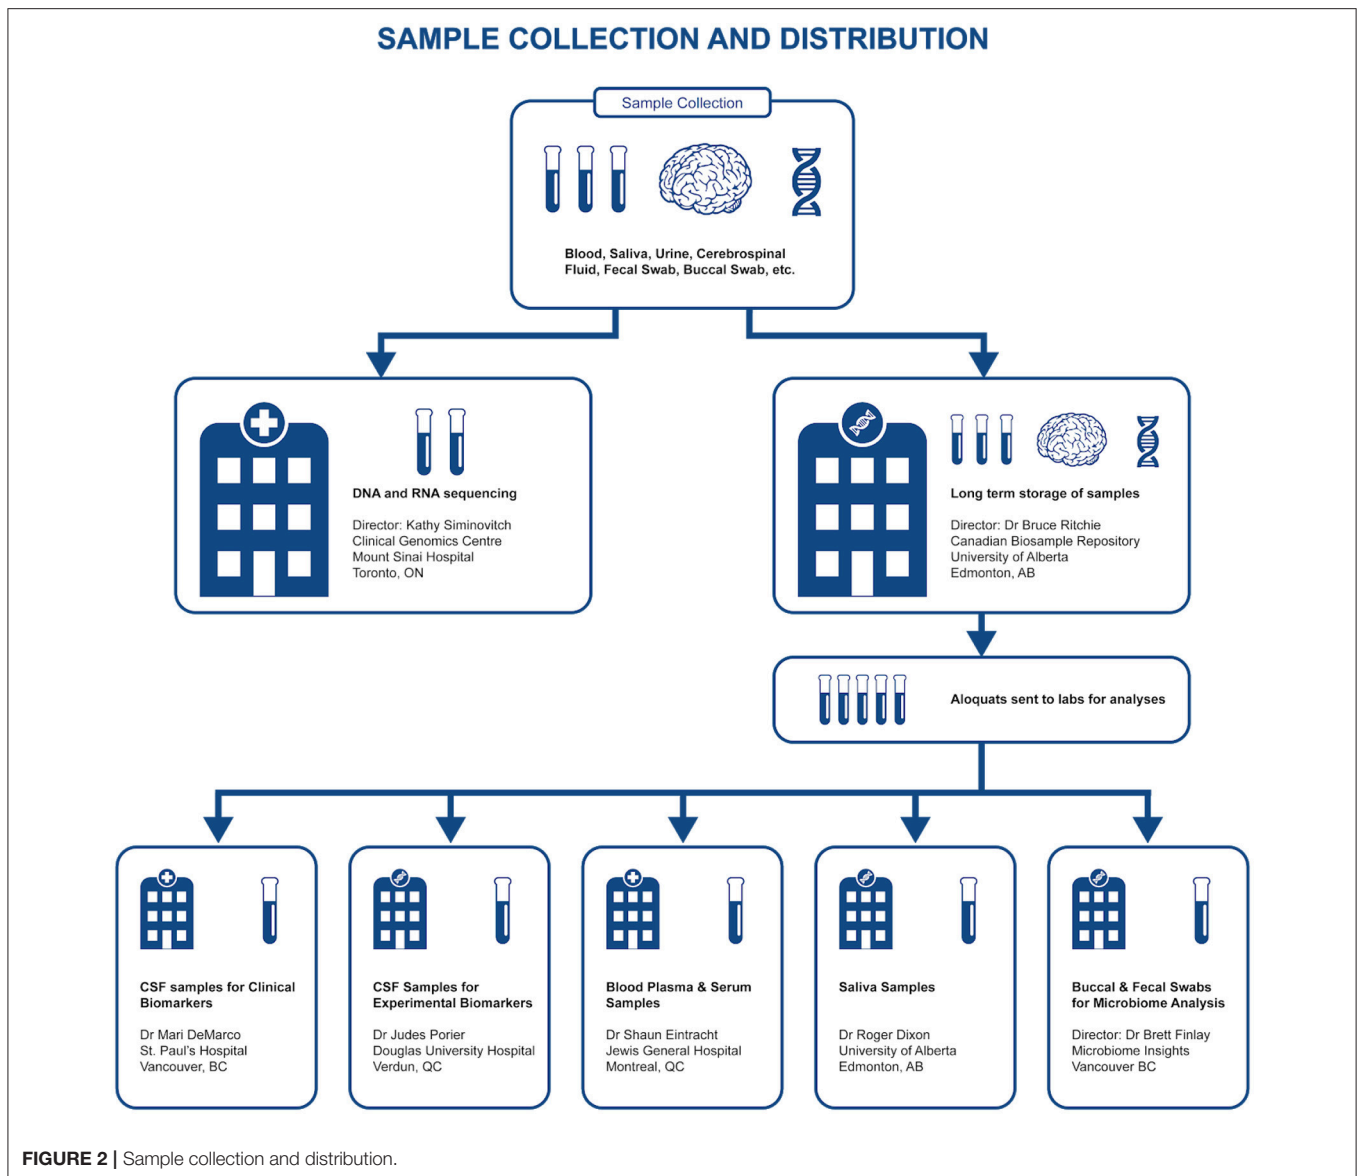 SAMPLE COLLECTION AND DISTRIBUTION
Sample Collection
Blood, Saliva, Urine, Cerebrospinal
Fluid, Fecal Swab, Buccal Swab, etc.
DNA and RNA sequencing
Director: Kathy Siminovitch
Clinical Genomics Centre
Mount Sinai Hospital
Toronto, ON
Long term storage of samples
Director: Dr Bruce Ritchie
Canadian Biosample Repository
University of Alberta
Edmonton, AB
Aloquats sent to labs for analyses
CSF samples for Clinical
Biomarkers
Dr Mari DeMarco
St. Paul's Hospital
Vancouver, BC
CSF Samples for
Experimental Biomarkers
Dr Judes Porier
Douglas University Hospital
Verdun, QC
Blood Plasma & Serum
Samples
Dr Shaun Eintracht
Jewis General Hospital
Montreal, QC
Saliva Samples
Dr Roger Dixon
University of Alberta
Edmonton, AB
Buccal & Fecal Swabs
for Microbiome Analysis
Director: Dr Brett Finlay
Microbiome Insights
Vancouver BC
FIGURE 2 | Sample collection and distribution.